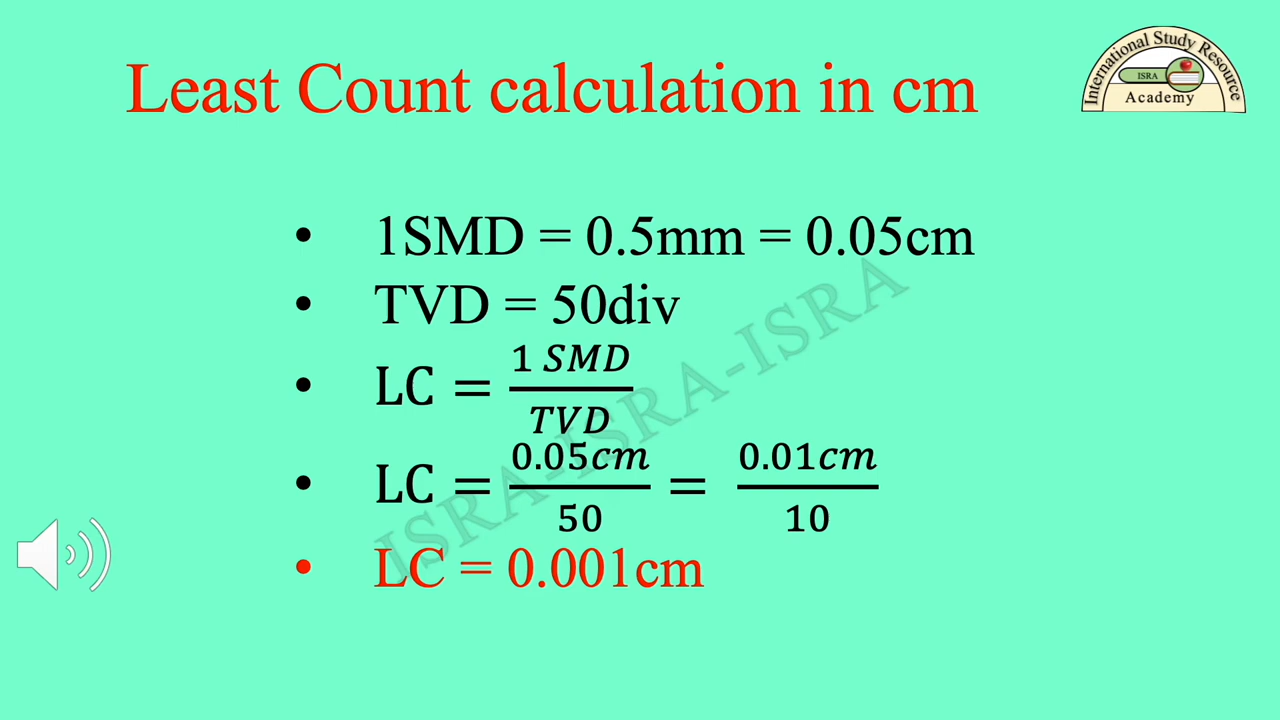 Least Count calculation in cm
International Study Resource
ISRA
Academy
• 1SMD = 0.5mm = 0.05cm
• TVD = 50div
• LC = 1 SMD / TVD
• LC = 0.05cm / 50 = 0.01cm / 10
• LC = 0.001cm
ISRA-ISRA-ISRA